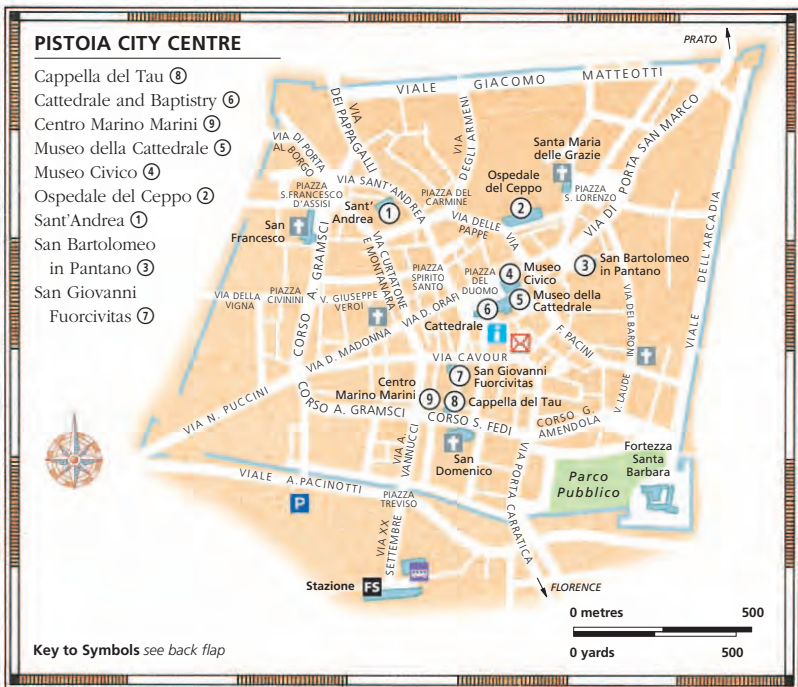 PISTOIA CITY CENTRE
Cappella del Tau ⑧
Cattedrale and Baptistry ⑥
Centro Marino Marini ⑨
Museo della Cattedrale ⑤
Museo Civico ④
Ospedale del Ceppo ②
Sant'Andrea ①
San Bartolomeo
in Pantano ③
San Giovanni
Fuorcivitas ⑦
PRATO
VIALE GIACOMO MATTEOTTI
VIA
DEI PAPPAGALLI
VIA
DEGLI ARMENI
VIA DI PORTA SAN MARCO
VIA DI PORTA
AL BORGO
Santa Maria
delle Grazie
Ospedale
del Ceppo
②
PIAZZA
S. LORENZO
PIAZZA
S.FRANCESCO
D'ASSISI
VIA SANT'ANDREA
PIAZZA DEL
CARMINE
Sant'
Andrea
①
VIA DELLE
PAPPE
VIA
San
Francesco
CORSO A. GRAMSCI
VIA CURTATONE
E MONTANARA
PIAZZA
SPIRITO
SANTO
PIAZZA
DEL
DUOMO
④
Museo
Civico
③
San Bartolomeo
in Pantano
VIALE DELL'ARCADIA
VIA DELLA
VIGNA
PIAZZA
CIVININI
V. GIUSEPPE
VERDI
VIA D. ORAFI
⑤
Museo della
Cattedrale
⑥
Cattedrale
i
VIA DEI BARONI
VIA D. MADONNA
F. PACINI
VIA CAVOUR
⑦
San Giovanni
Fuorcivitas
Centro
Marino Marini
⑨
⑧
Cappella del Tau
V. LAUDE
VIA N. PUCCINI
CORSO A. GRAMSCI
CORSO S. FEDI
CORSO G.
AMENDOLA
VIA A.
VANNUCCI
San
Domenico
VIA PORTA CARRATICA
Fortezza
Santa
Barbara
Parco
Pubblico
VIALE A.PACINOTTI
P
PIAZZA
TREVISO
VIA XX
SETTEMBRE
Stazione
FS
FLORENCE
0 metres 500
0 yards 500
Key to Symbols see back flap